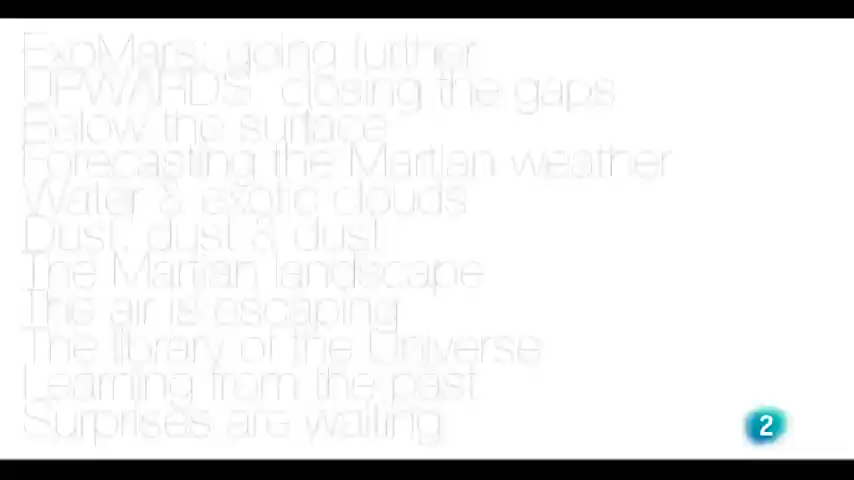 ExoMars: going further
UPWARDS: closing the gaps
Below the surface
Forecasting the Martian weather
Water & exotic clouds
Dust, dust & dust
The Martian landscape
The air is escaping
The library of the Universe
Learning from the past
Surprises are waiting
2